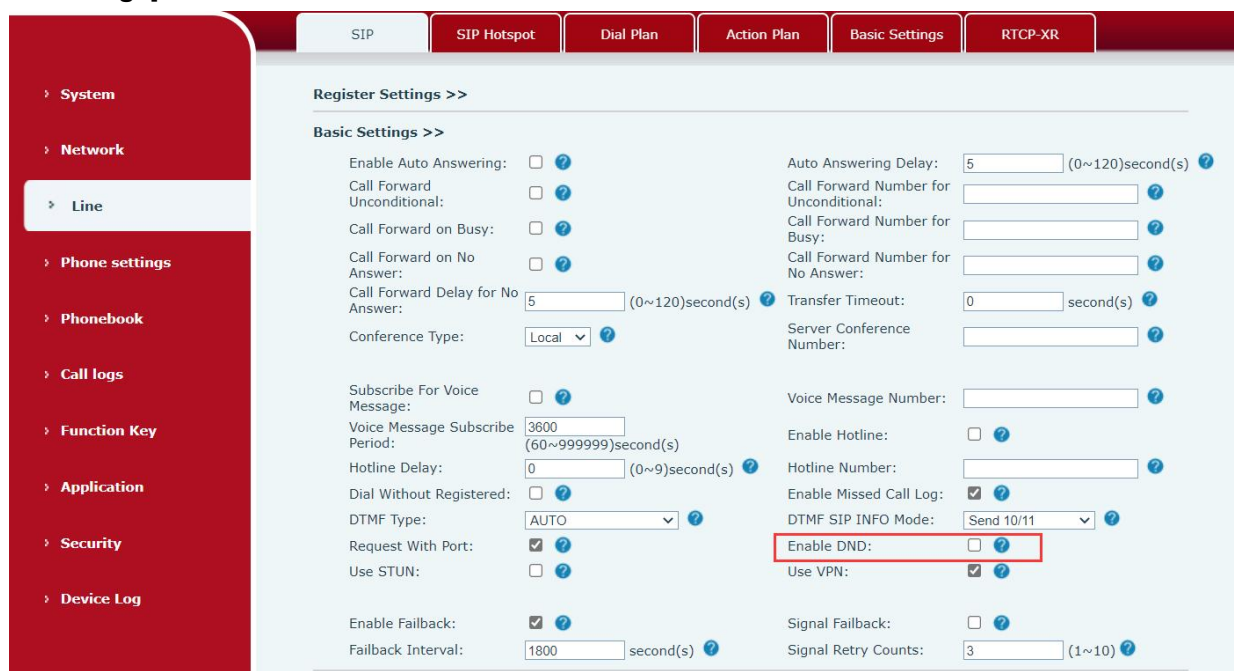 SIP SIP Hotspot Dial Plan Action Plan Basic Settings RTCP-XR
System
Network
Line
Phone settings
Phonebook
Call logs
Function Key
Application
Security
Device Log
Register Settings >>
Basic Settings >>
Enable Auto Answering: Auto Answering Delay: 5 (0~120)second(s)
Call Forward Unconditional: Call Forward Number for Unconditional:
Call Forward on Busy: Call Forward Number for Busy:
Call Forward on No Answer: Call Forward Number for No Answer:
Call Forward Delay for No Answer: 5 (0~120)second(s) Transfer Timeout: 0 second(s)
Conference Type: Local Server Conference Number:
Subscribe For Voice Message: Voice Message Number:
Voice Message Subscribe Period: 3600 (60~999999)second(s) Enable Hotline:
Hotline Delay: 0 (0~9)second(s) Hotline Number:
Dial Without Registered: Enable Missed Call Log:
DTMF Type: AUTO DTMF SIP INFO Mode: Send 10/11
Request With Port: Enable DND:
Use STUN: Use VPN:
Enable Failback: Signal Failback:
Failback Interval: 1800 second(s) Signal Retry Counts: 3 (1~10)